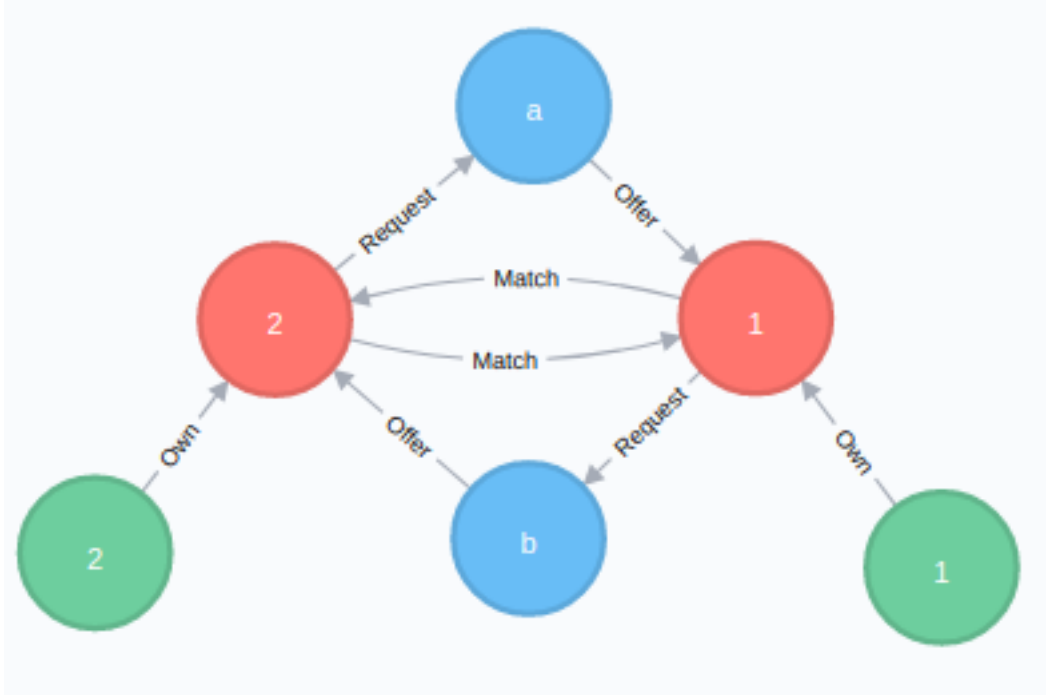 a
Request
Offer
Match
2
1
Match
Own
Offer
Request
Own
2
b
1